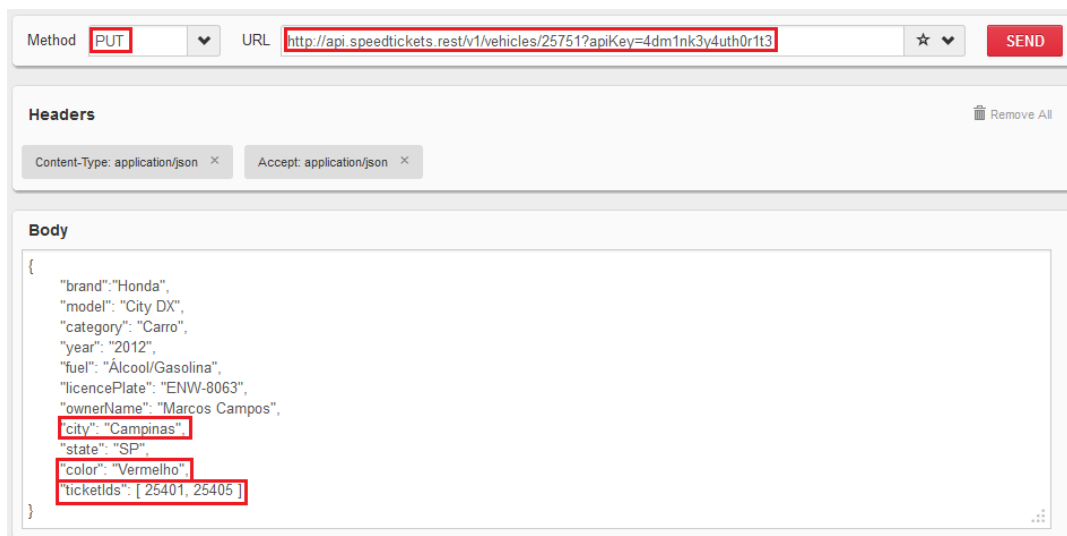 Method PUT URL http://api.speedtickets.rest/v1/vehicles/25751?apiKey=4dm1nk3y4uth0r1t3 SEND
Headers Remove All
Content-Type: application/json × Accept: application/json ×
Body
{
"brand":"Honda",
"model": "City DX",
"category": "Carro",
"year": "2012",
"fuel": "Álcool/Gasolina",
"licencePlate": "ENW-8063",
"ownerName": "Marcos Campos",
"city": "Campinas",
"state": "SP",
"color": "Vermelho",
"ticketIds": [ 25401, 25405 ]
}